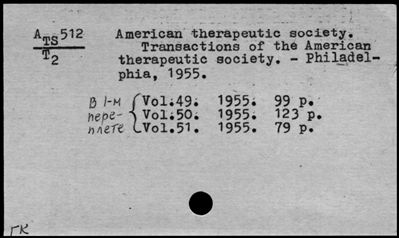 A TS 512
T2
American therapeutic society.
Transactions of the American
therapeutic society. - Philadel-
phia, 1955.
В 1-м
пере-
плете
Vol.49. 1955. 99 p.
Vol.50. 1955. 123 p.
Vol.51. 1955. 79 p.
ГК